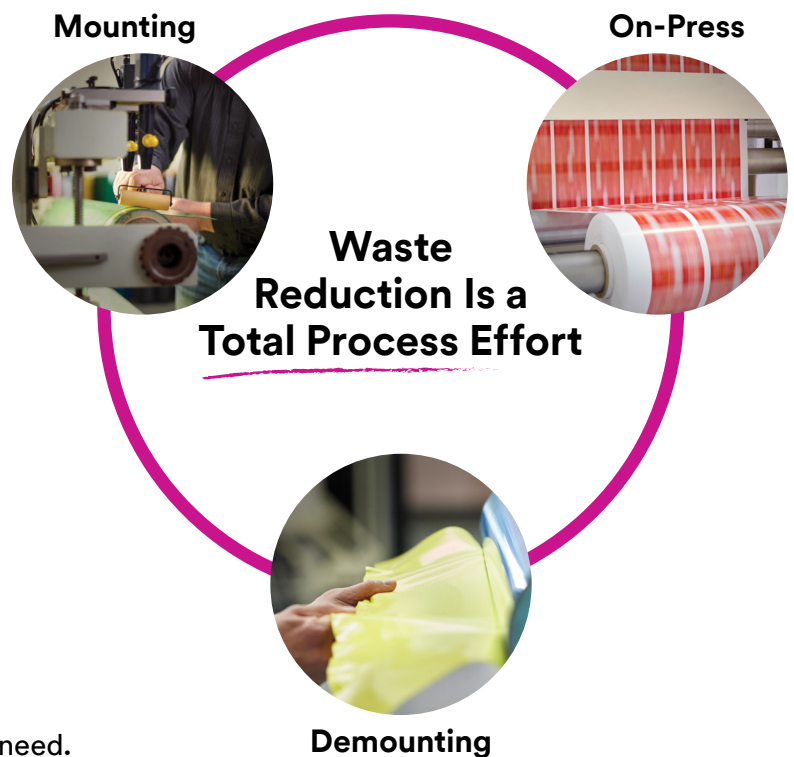 Mounting
On-Press
Waste
Reduction Is a
Total Process Effort
need.
Demounting